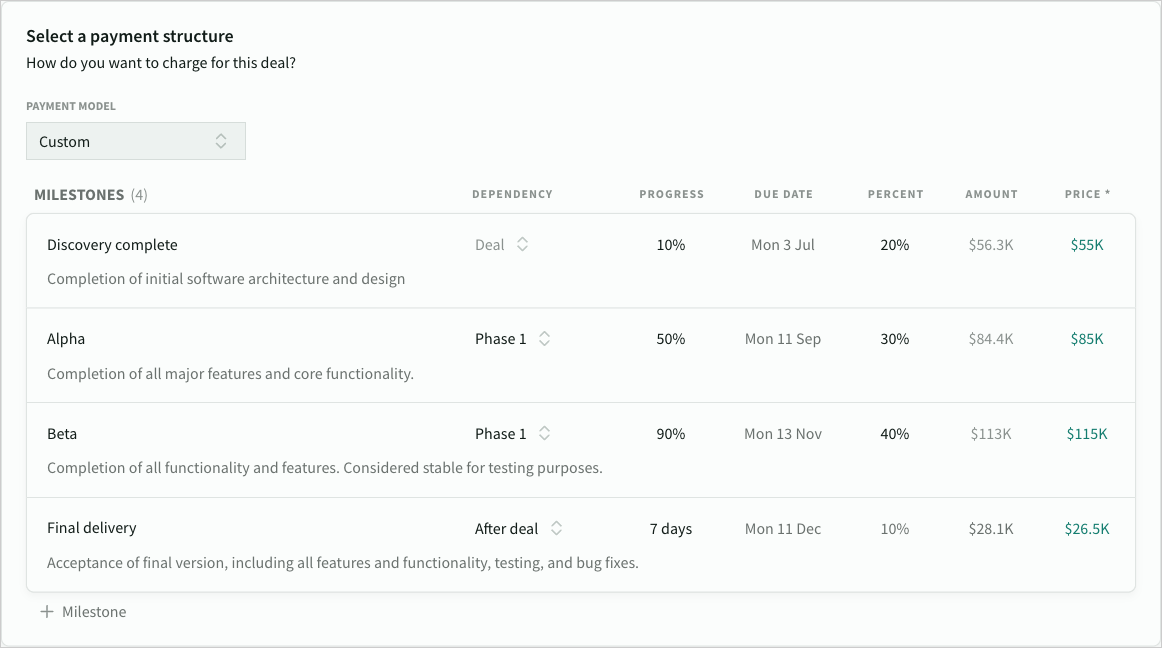 Select a payment structure
How do you want to charge for this deal?
PAYMENT MODEL
Custom
MILESTONES (4) DEPENDENCY PROGRESS DUE DATE PERCENT AMOUNT PRICE *
Discovery complete Deal 10% Mon 3 Jul 20% $56.3K $55K
Completion of initial software architecture and design
Alpha Phase 1 50% Mon 11 Sep 30% $84.4K $85K
Completion of all major features and core functionality.
Beta Phase 1 90% Mon 13 Nov 40% $113K $115K
Completion of all functionality and features. Considered stable for testing purposes.
Final delivery After deal 7 days Mon 11 Dec 10% $28.1K $26.5K
Acceptance of final version, including all features and functionality, testing, and bug fixes.
+ Milestone